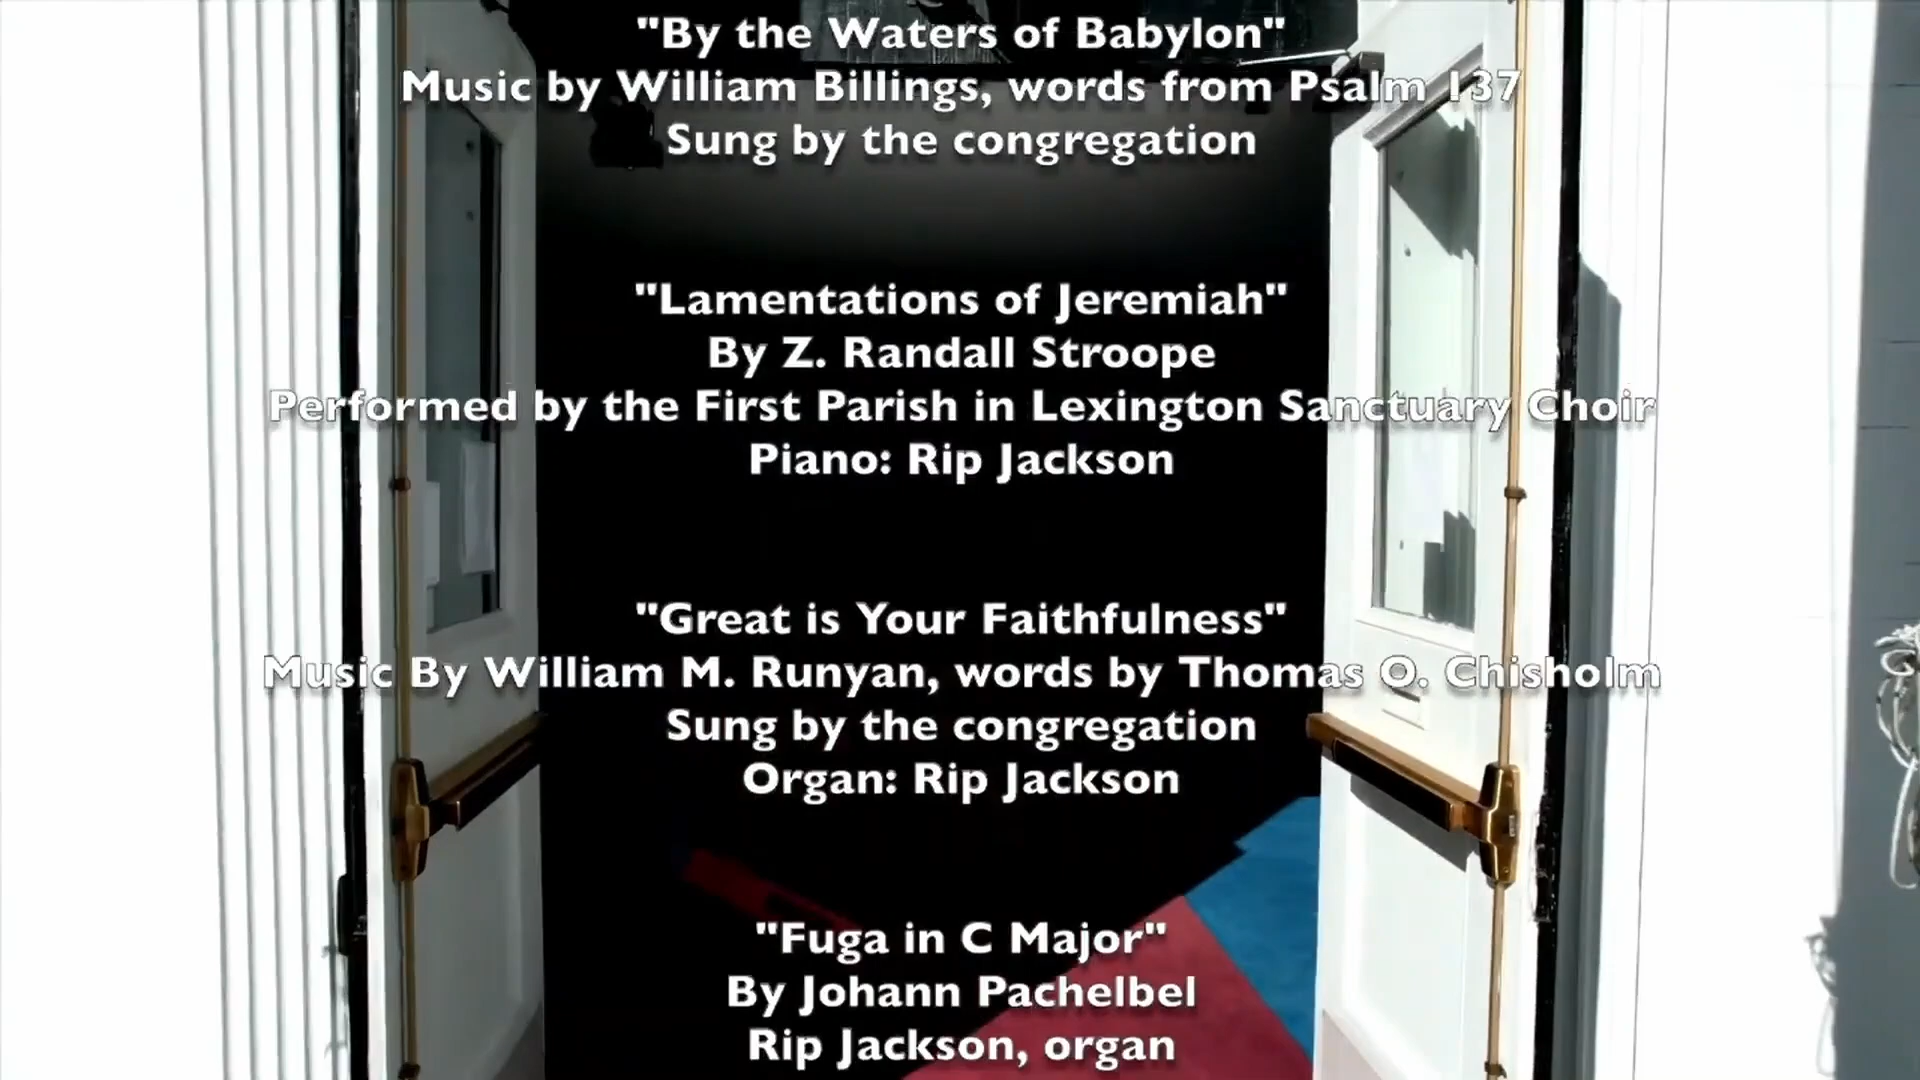 "By the Waters of Babylon"
Music by William Billings, words from Psalm 137
Sung by the congregation
"Lamentations of Jeremiah"
By Z. Randall Stroope
Performed by the First Parish in Lexington Sanctuary Choir
Piano: Rip Jackson
"Great is Your Faithfulness"
Music By William M. Runyan, words by Thomas O. Chisholm
Sung by the congregation
Organ: Rip Jackson
"Fuga in C Major"
By Johann Pachelbel
Rip Jackson, organ